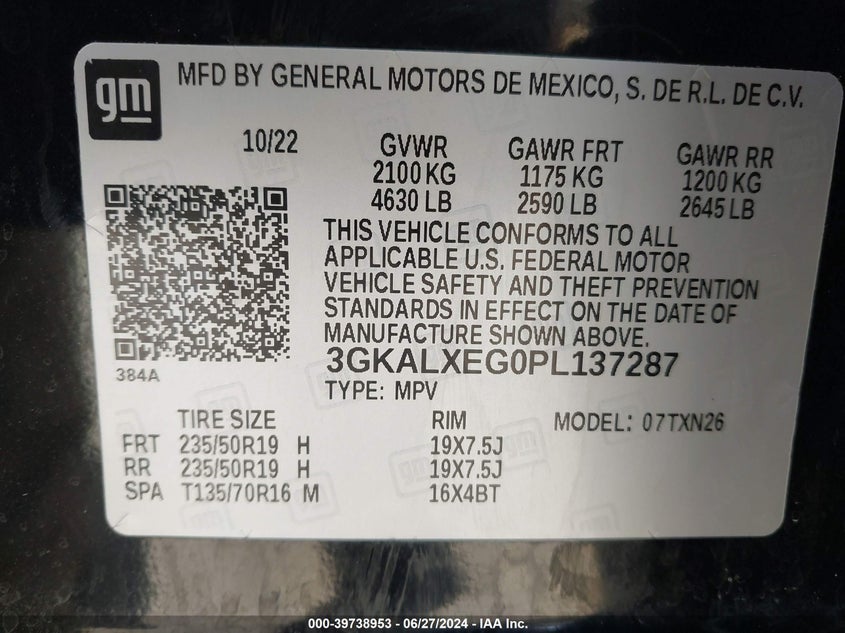 gm
MFD BY GENERAL MOTORS DE MEXICO, S. DE R.L. DE C.V.
10/22 GVWR GAWR FRT GAWR RR
2100 KG 1175 KG 1200 KG
4630 LB 2590 LB 2645 LB
THIS VEHICLE CONFORMS TO ALL
APPLICABLE U.S. FEDERAL MOTOR
VEHICLE SAFETY AND THEFT PREVENTION
STANDARDS IN EFFECT ON THE DATE OF
MANUFACTURE SHOWN ABOVE.
3GKALXEG0PL137287
384A
TYPE: MPV
TIRE SIZE RIM MODEL: 07TXN26
FRT 235/50R19 H 19X7.5J
RR 235/50R19 H 19X7.5J
SPA T135/70R16 M 16X4BT
000-39738953 - 06/27/2024 - IAA Inc.